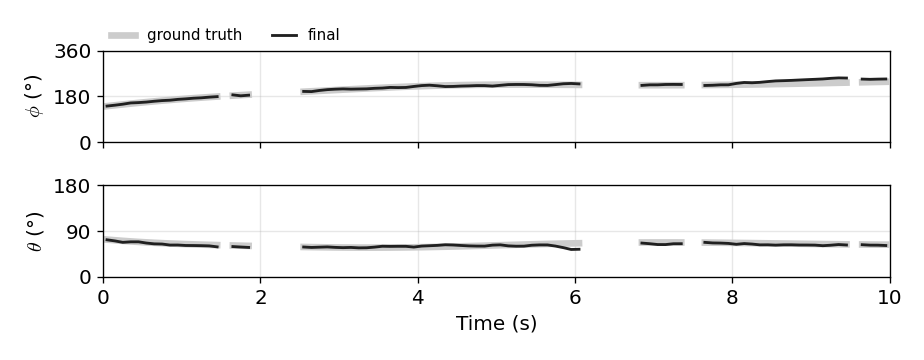 ground truth final
360
180
0
ϕ (°)
180
90
0
θ (°)
0 2 4 6 8 10
Time (s)